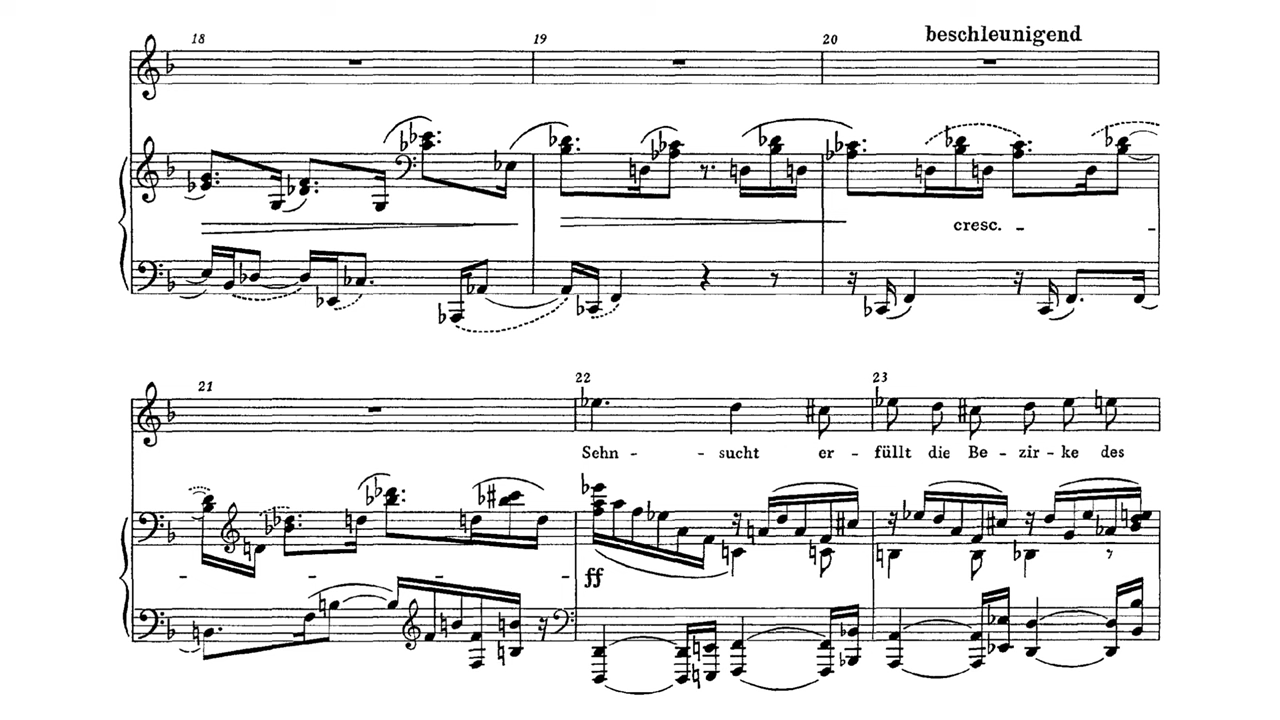 18 19 20 beschleunigend
cresc.
21 22 23
Sehn - - sucht er - füllt die Be - zir - ke des
ff